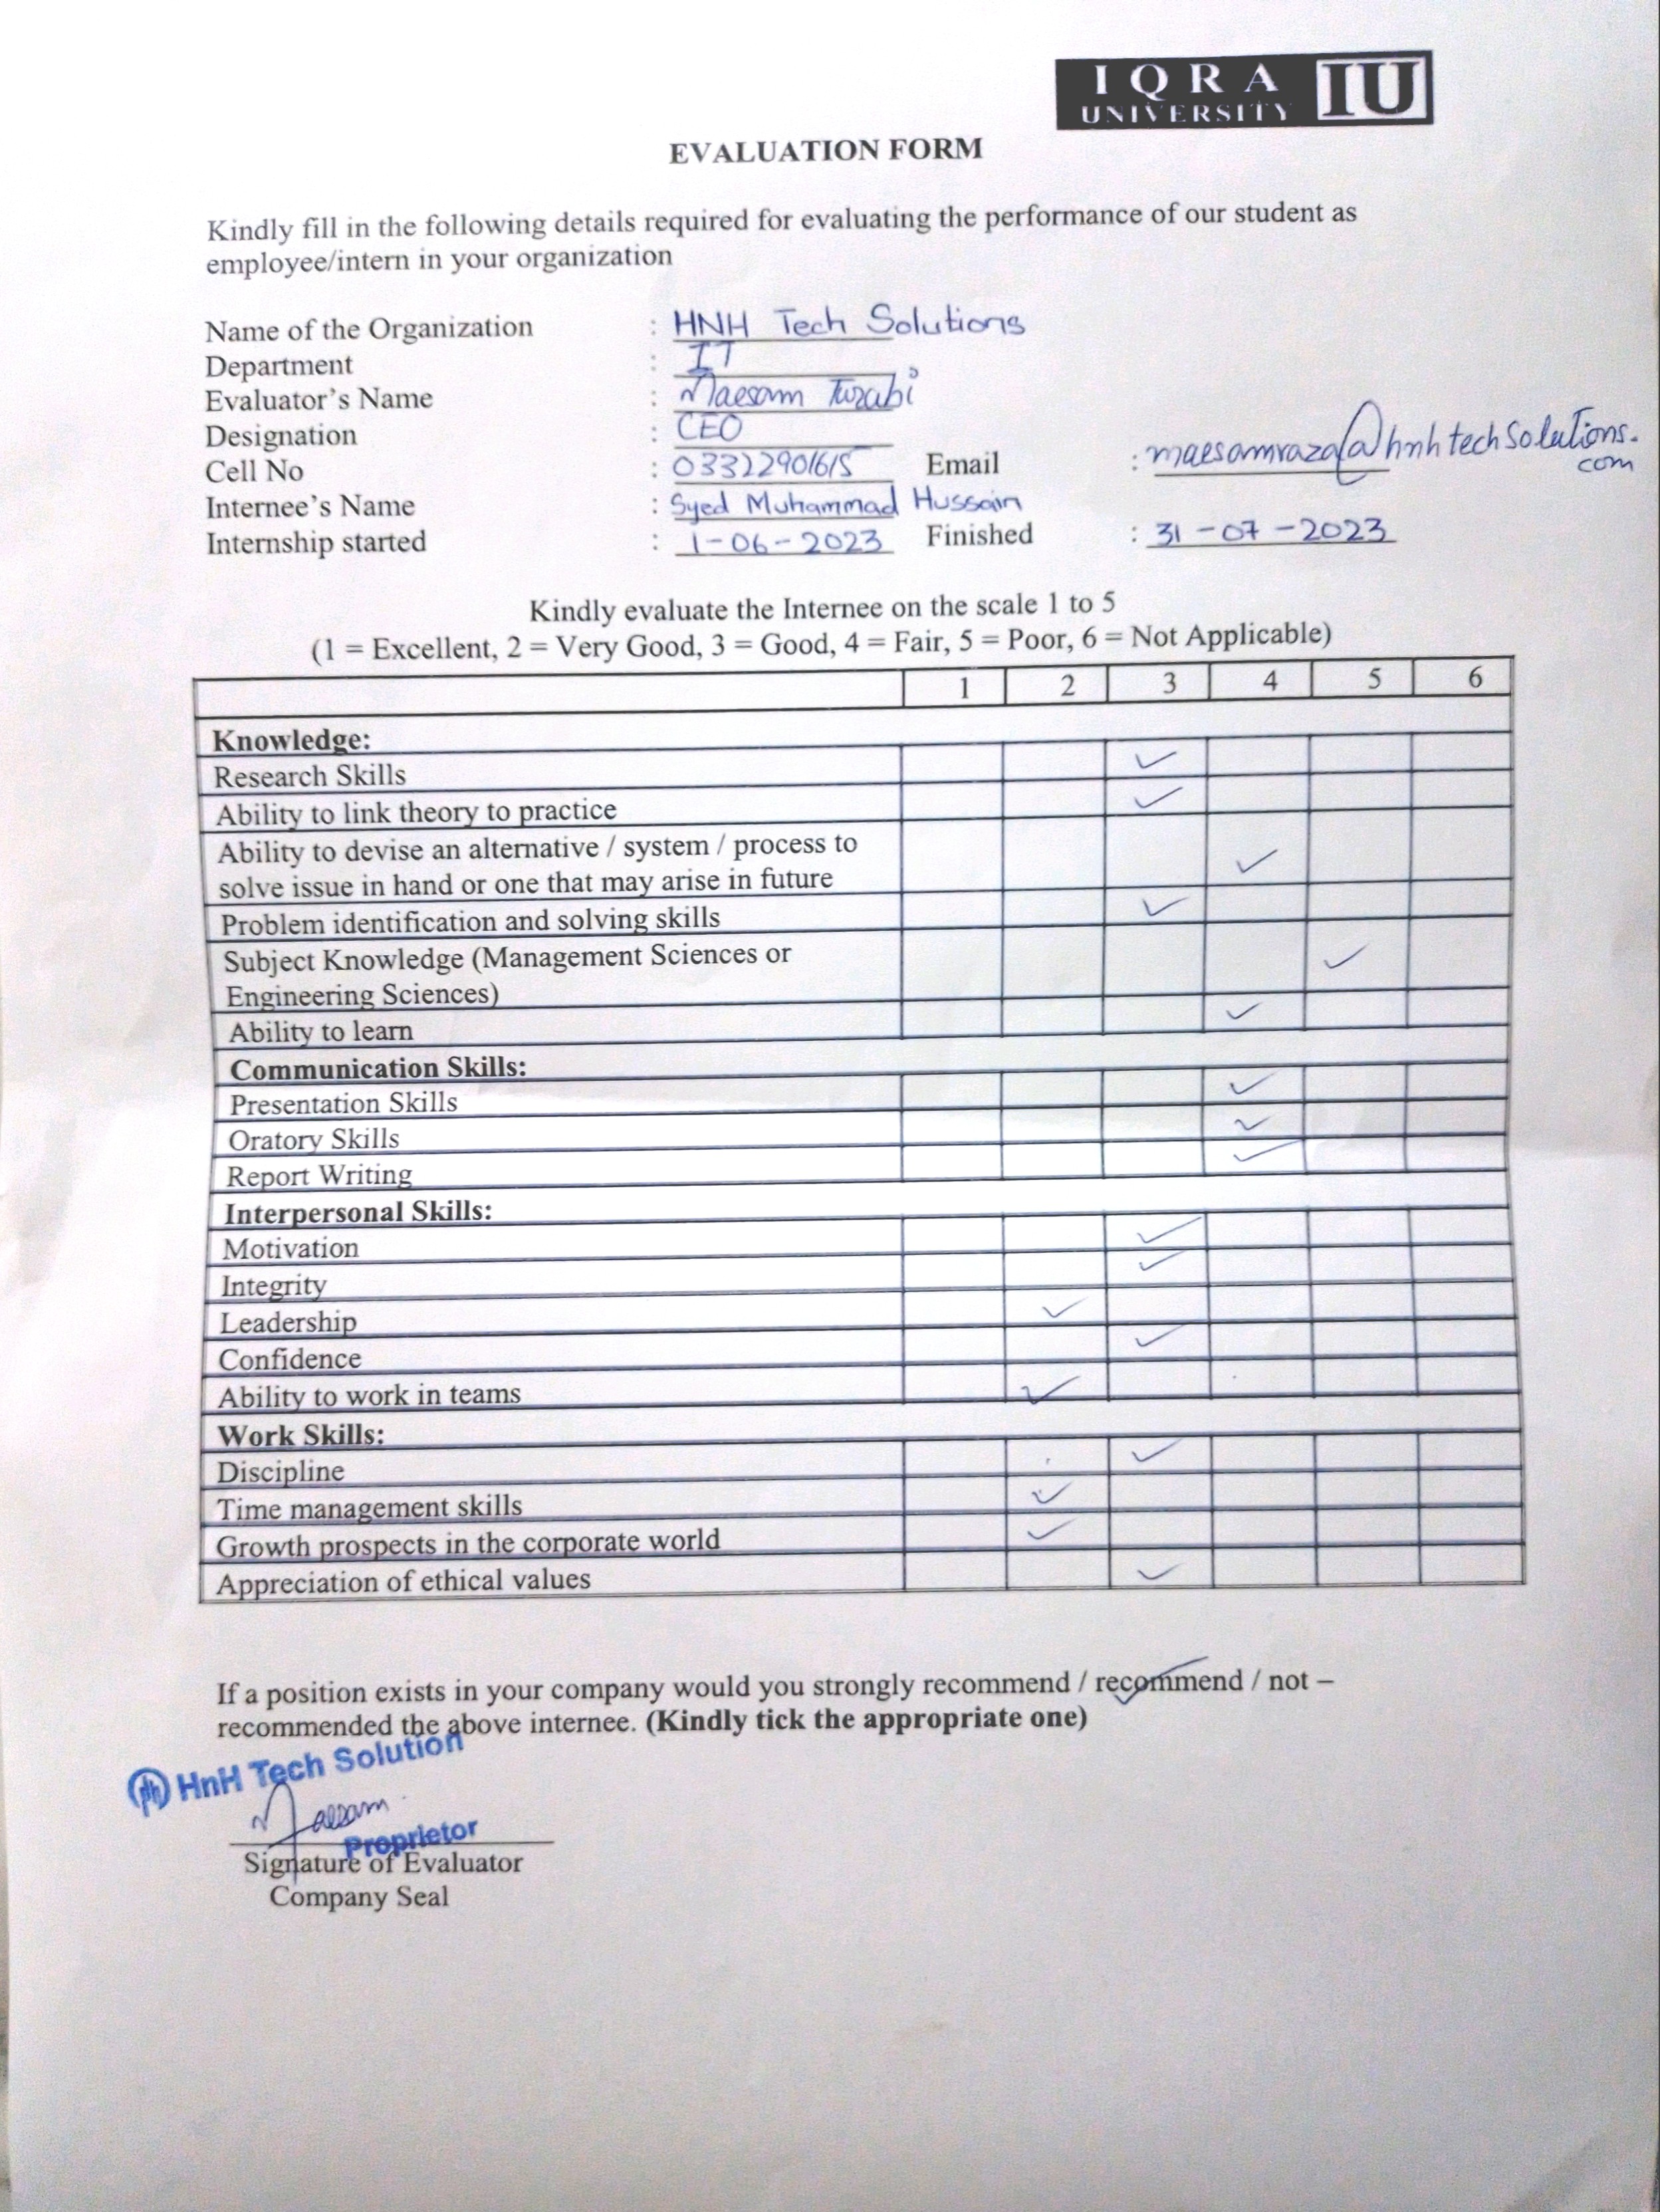 IQRA
UNIVERSITY IU
EVALUATION FORM
Kindly fill in the following details required for evaluating the performance of our student as
employee/intern in your organization
Name of the Organization : HNH Tech Solutions
Department : IT
Evaluator's Name : Maesam Turabi
Designation : CEO
Cell No : 03322901615 Email : maesamraza@hnhtechsolutions.
com
Internee's Name : Syed Muhammad Hussain
Internship started : 1-06-2023 Finished : 31-07-2023
Kindly evaluate the Internee on the scale 1 to 5
(1 = Excellent, 2 = Very Good, 3 = Good, 4 = Fair, 5 = Poor, 6 = Not Applicable)
1 2 3 4 5 6
Knowledge:
Research Skills ✓
Ability to link theory to practice ✓
Ability to devise an alternative / system / process to
solve issue in hand or one that may arise in future ✓
Problem identification and solving skills ✓
Subject Knowledge (Management Sciences or
Engineering Sciences) ✓
Ability to learn ✓
Communication Skills:
Presentation Skills ✓
Oratory Skills ✓
Report Writing ✓
Interpersonal Skills:
Motivation ✓
Integrity ✓
Leadership ✓
Confidence ✓
Ability to work in teams ✓
Work Skills:
Discipline ✓
Time management skills ✓
Growth prospects in the corporate world ✓
Appreciation of ethical values ✓
If a position exists in your company would you strongly recommend / recommend / not –
recommended the above internee. (Kindly tick the appropriate one)
HnH Tech Solution
Maesam
Proprietor
Signature of Evaluator
Company Seal